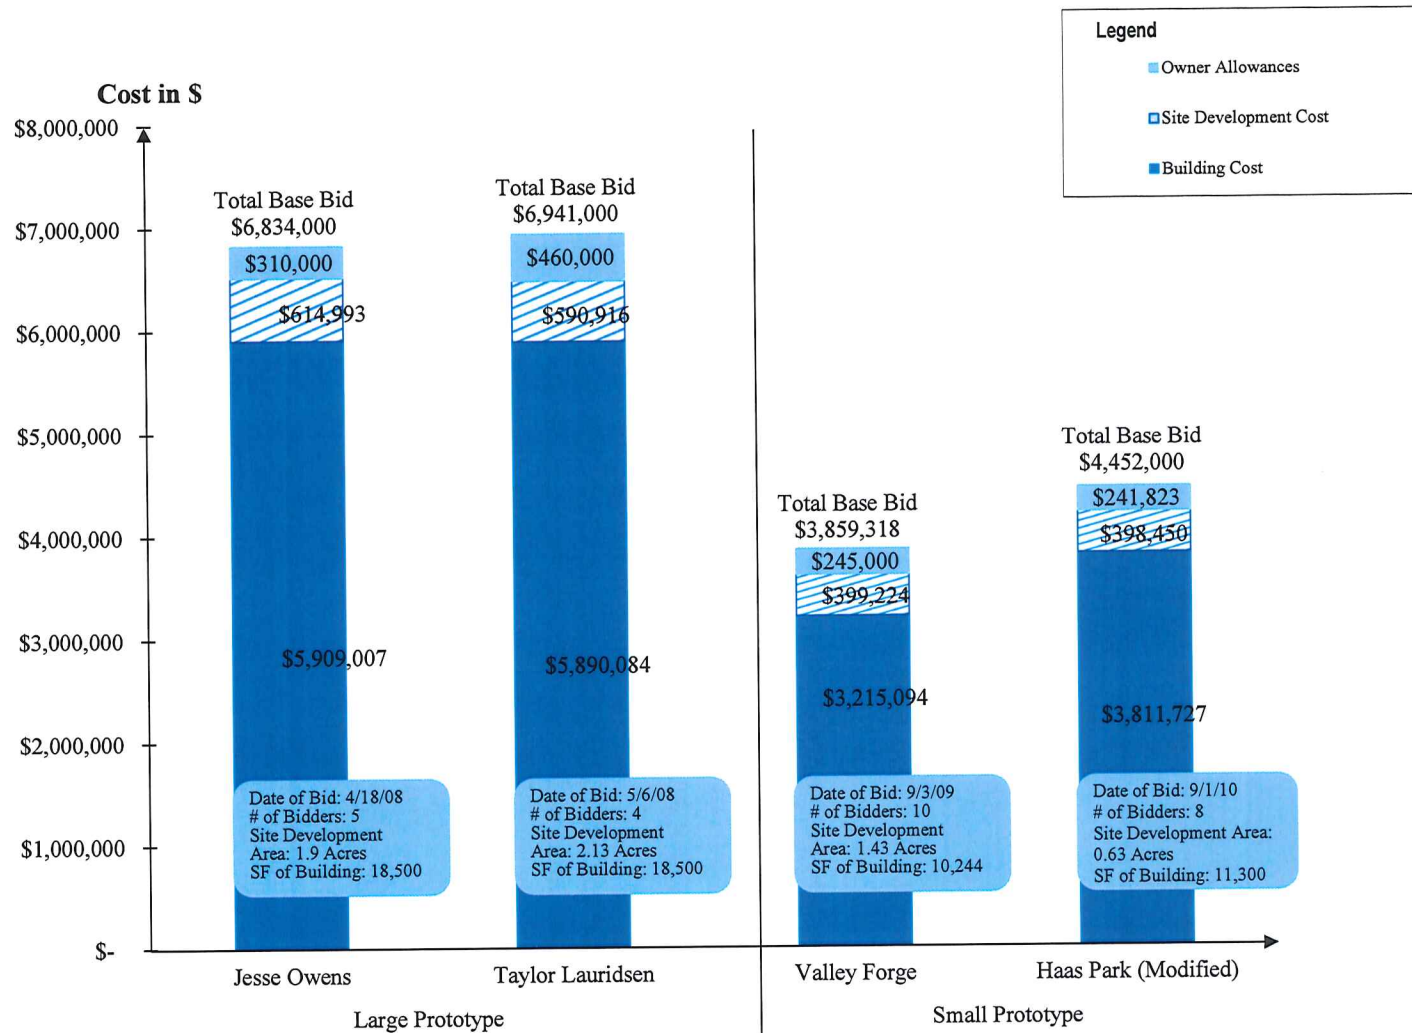 Legend
Owner Allowances
Site Development Cost
Building Cost
Cost in $
$8,000,000
$7,000,000
$6,000,000
$5,000,000
$4,000,000
$3,000,000
$2,000,000
$1,000,000
$-
Total Base Bid
$6,834,000
$310,000
$614,993
$5,909,007
Date of Bid: 4/18/08
# of Bidders: 5
Site Development
Area: 1.9 Acres
SF of Building: 18,500
Jesse Owens
Total Base Bid
$6,941,000
$460,000
$590,916
$5,890,084
Date of Bid: 5/6/08
# of Bidders: 4
Site Development
Area: 2.13 Acres
SF of Building: 18,500
Taylor Lauridsen
Large Prototype
Total Base Bid
$3,859,318
$245,000
$399,224
$3,215,094
Date of Bid: 9/3/09
# of Bidders: 10
Site Development
Area: 1.43 Acres
SF of Building: 10,244
Valley Forge
Total Base Bid
$4,452,000
$241,823
$398,450
$3,811,727
Date of Bid: 9/1/10
# of Bidders: 8
Site Development Area:
0.63 Acres
SF of Building: 11,300
Haas Park (Modified)
Small Prototype